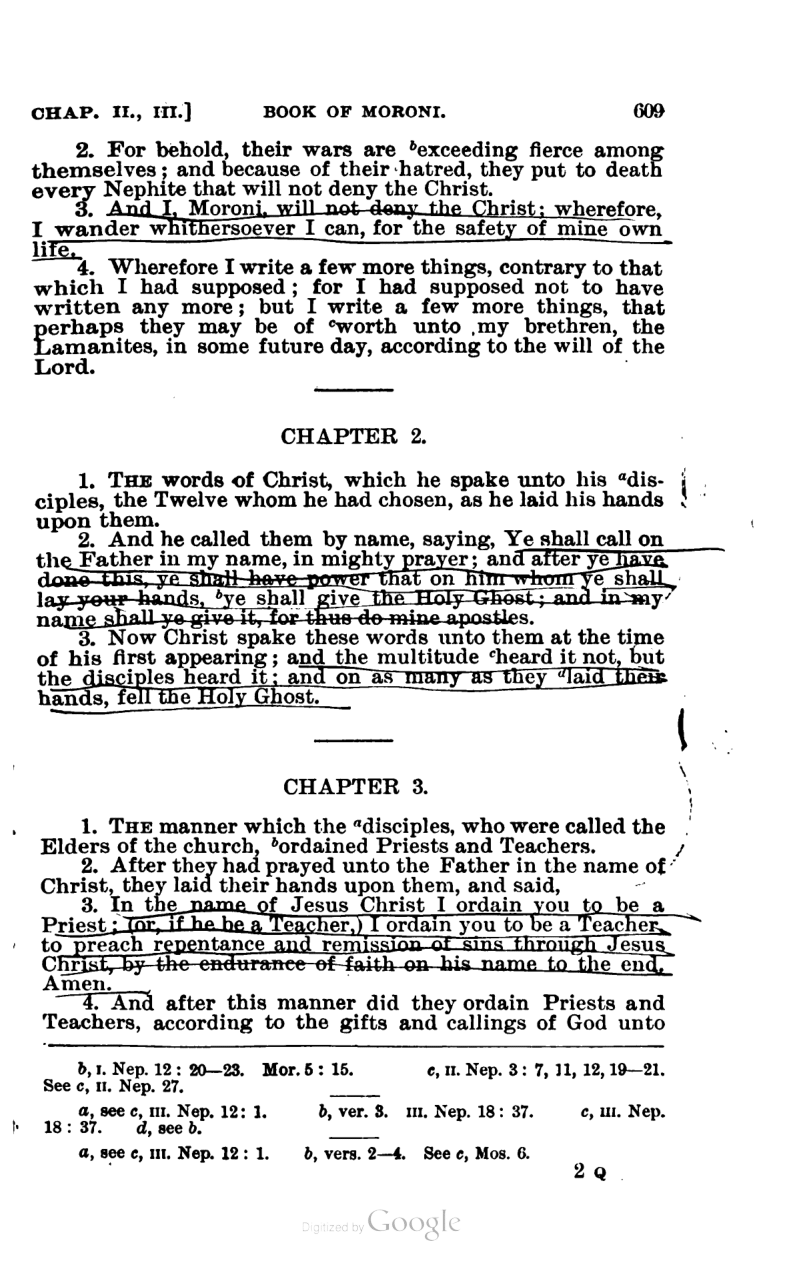 CHAP. II., III.] BOOK OF MORONI. 609
2. For behold, their wars are ᵇexceeding fierce among
themselves; and because of their hatred, they put to death
every Nephite that will not deny the Christ.
3. And I, Moroni, will not deny the Christ; wherefore,
I wander whithersoever I can, for the safety of mine own
life.
4. Wherefore I write a few more things, contrary to that
which I had supposed; for I had supposed not to have
written any more; but I write a few more things, that
perhaps they may be of ᶜworth unto my brethren, the
Lamanites, in some future day, according to the will of the
Lord.
CHAPTER 2.
1. THE words of Christ, which he spake unto his ᵃdis-
ciples, the Twelve whom he had chosen, as he laid his hands
upon them.
2. And he called them by name, saying, Ye shall call on
the Father in my name, in mighty prayer; and after ye have
done this, ye shall have power that on him whom ye shall
lay your hands, ᵇye shall give the Holy Ghost; and in my
name shall ye give it, for thus do mine apostles.
3. Now Christ spake these words unto them at the time
of his first appearing; and the multitude ᶜheard it not, but
the disciples heard it; and on as many as they ᵈlaid their
hands, fell the Holy Ghost.
CHAPTER 3.
1. THE manner which the ᵃdisciples, who were called the
Elders of the church, ᵇordained Priests and Teachers.
2. After they had prayed unto the Father in the name of
Christ, they laid their hands upon them, and said,
3. In the name of Jesus Christ I ordain you to be a
Priest; (or, if he be a Teacher,) I ordain you to be a Teacher,
to preach repentance and remission of sins through Jesus
Christ, by the endurance of faith on his name to the end.
Amen.
4. And after this manner did they ordain Priests and
Teachers, according to the gifts and callings of God unto
b, I. Nep. 12: 20—23. Mor. 5: 15. c, II. Nep. 3: 7, 11, 12, 19—21.
See c, II. Nep. 27.
a, see c, III. Nep. 12: 1. b, ver. 3. III. Nep. 18: 37. c, III. Nep.
18: 37. d, see b.
a, see c, III. Nep. 12: 1. b, vers. 2—4. See c, Mos. 6.
2 Q
Digitized by Google